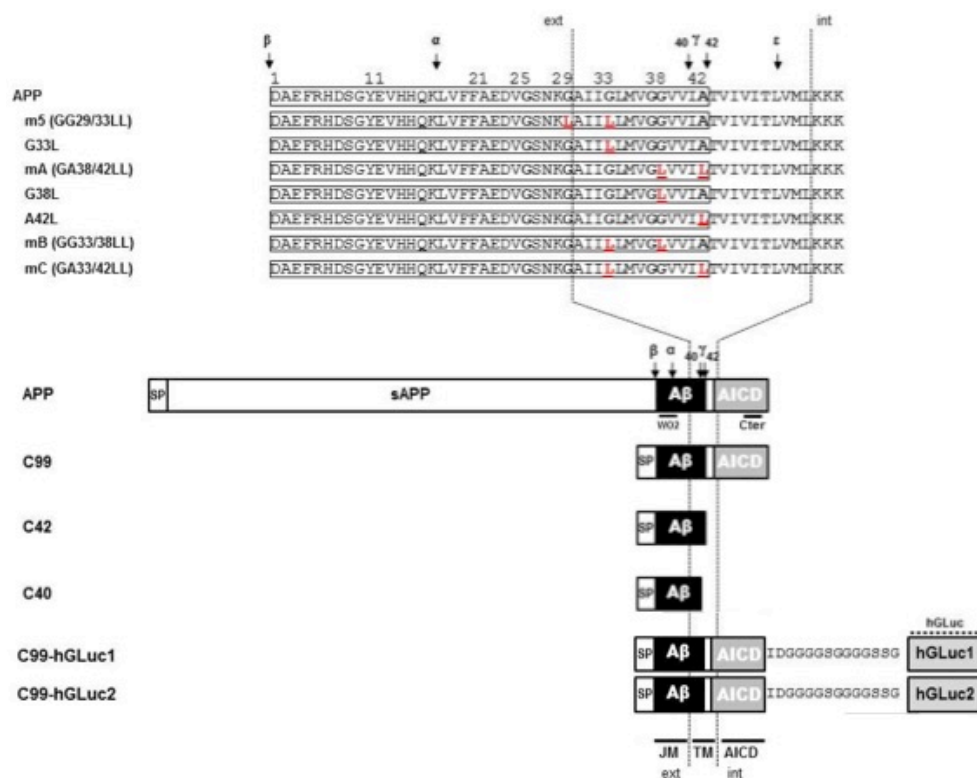 ext int
β α 40 γ 42 ε
1 11 21 25 29 33 38 42
APP DAEFRHDSGYEVHHQKLVFFAEDVGSNKGAIIGLMVGGVVIATVIVITLVMLKKK
m5 (GG29/33LL) DAEFRHDSGYEVHHQKLVFFAEDVGSNKLAIILLMVGGVVIATVIVITLVMLKKK
G33L DAEFRHDSGYEVHHQKLVFFAEDVGSNKGAIILLMVGGVVIATVIVITLVMLKKK
mA (GA38/42LL) DAEFRHDSGYEVHHQKLVFFAEDVGSNKGAIIGLMVGLVVILTVIVITLVMLKKK
G38L DAEFRHDSGYEVHHQKLVFFAEDVGSNKGAIIGLMVGLVVIATVIVITLVMLKKK
A42L DAEFRHDSGYEVHHQKLVFFAEDVGSNKGAIIGLMVGGVVILTVIVITLVMLKKK
mB (GG33/38LL) DAEFRHDSGYEVHHQKLVFFAEDVGSNKGAIILLMVGLVVIATVIVITLVMLKKK
mC (GA33/42LL) DAEFRHDSGYEVHHQKLVFFAEDVGSNKGAIILLMVGGVVILTVIVITLVMLKKK
β α 40 γ 42
APP SP sAPP Aβ AICD
WO2 Cter
C99 SP Aβ AICD
C42 SP Aβ
C40 SP Aβ
hGLuc
C99-hGLuc1 SP Aβ AICD IDGGGGSGGGGSSG hGLuc1
C99-hGLuc2 SP Aβ AICD IDGGGGSGGGGSSG hGLuc2
JM TM AICD
ext int